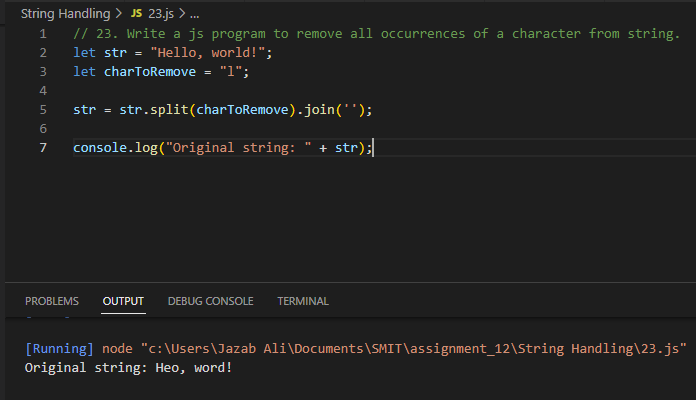 String Handling > JS 23.js > ...
1 // 23. Write a js program to remove all occurrences of a character from string.
2 let str = "Hello, world!";
3 let charToRemove = "l";
4
5 str = str.split(charToRemove).join('');
6
7 console.log("Original string: " + str);
PROBLEMS OUTPUT DEBUG CONSOLE TERMINAL
[Running] node "c:\Users\Jazab Ali\Documents\SMIT\assignment_12\String Handling\23.js"
Original string: Heo, word!